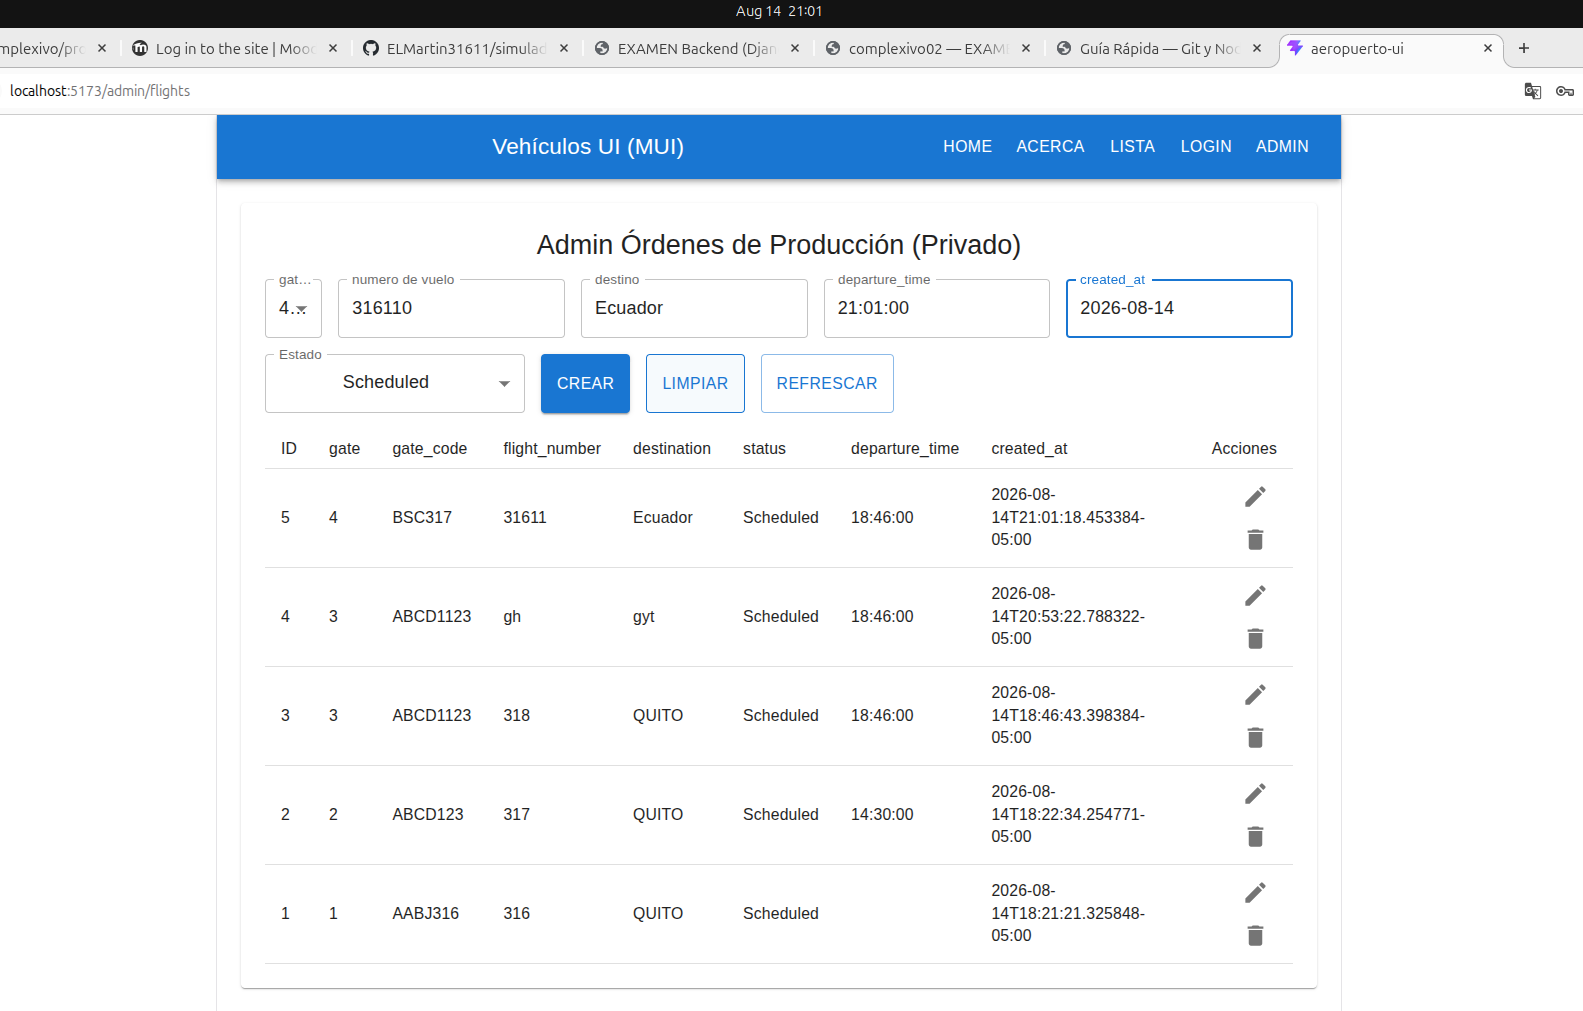 Aug 14 21:01
mplexivo/pro
Log in to the site | Mood
ELMartin31611/simulad
EXAMEN Backend (Djan
complexivo02 — EXAM
Guía Rápida — Git y Nod
aeropuerto-ui
localhost:5173/admin/flights
Vehículos UI (MUI)
HOME
ACERCA
LISTA
LOGIN
ADMIN
Admin Órdenes de Producción (Privado)
gat... numero de vuelo destino departure_time created_at
4... 316110 Ecuador 21:01:00 2026-08-14
Estado
Scheduled CREAR LIMPIAR REFRESCAR
ID gate gate_code flight_number destination status departure_time created_at Acciones
5 4 BSC317 31611 Ecuador Scheduled 18:46:00 2026-08-
14T21:01:18.453384-
05:00
4 3 ABCD1123 gh gyt Scheduled 18:46:00 2026-08-
14T20:53:22.788322-
05:00
3 3 ABCD1123 318 QUITO Scheduled 18:46:00 2026-08-
14T18:46:43.398384-
05:00
2 2 ABCD123 317 QUITO Scheduled 14:30:00 2026-08-
14T18:22:34.254771-
05:00
1 1 AABJ316 316 QUITO Scheduled 2026-08-
14T18:21:21.325848-
05:00